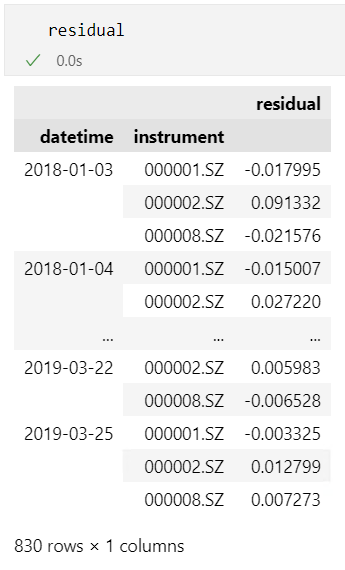 residual
0.0s
residual
datetime instrument
2018-01-03 000001.SZ -0.017995
000002.SZ 0.091332
000008.SZ -0.021576
2018-01-04 000001.SZ -0.015007
000002.SZ 0.027220
... ... ...
2019-03-22 000002.SZ 0.005983
000008.SZ -0.006528
2019-03-25 000001.SZ -0.003325
000002.SZ 0.012799
000008.SZ 0.007273
830 rows × 1 columns